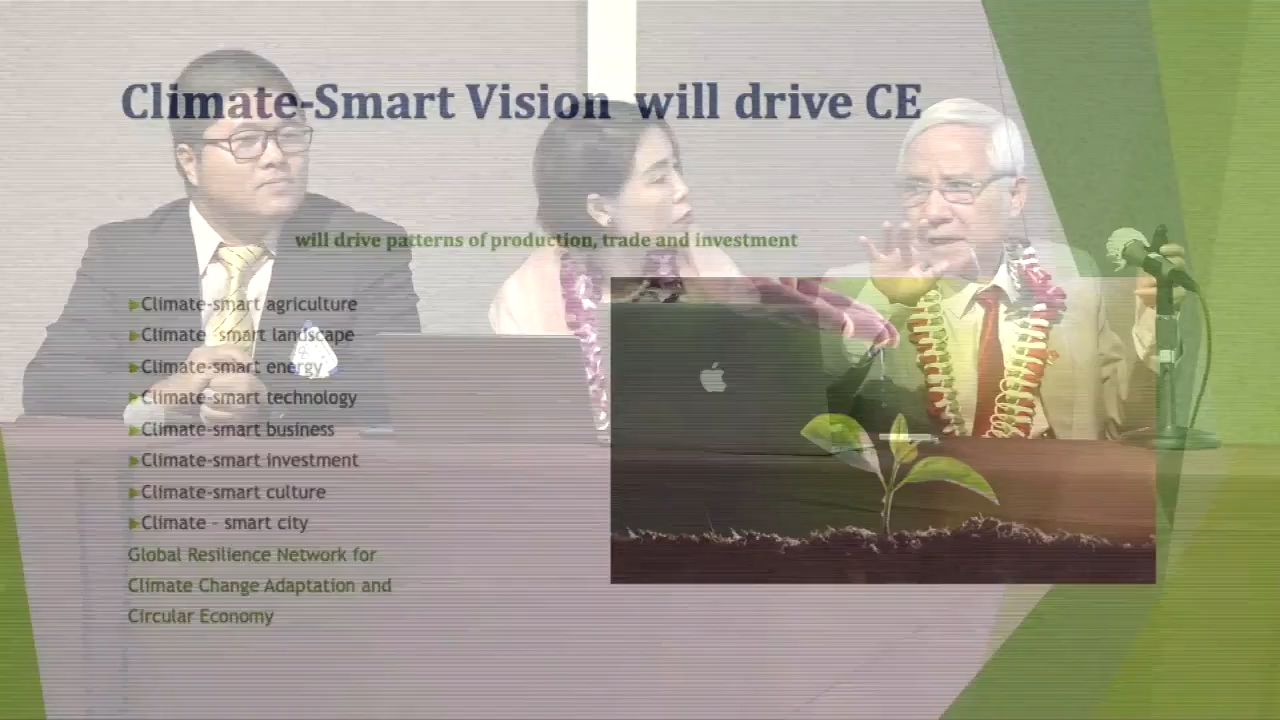 Climate-Smart Vision will drive CE
will drive patterns of production, trade and investment
Climate-smart agriculture
Climate -smart landscape
Climate-smart energy
Climate-smart technology
Climate-smart business
Climate-smart investment
Climate-smart culture
Climate - smart city
Global Resilience Network for
Climate Change Adaptation and
Circular Economy